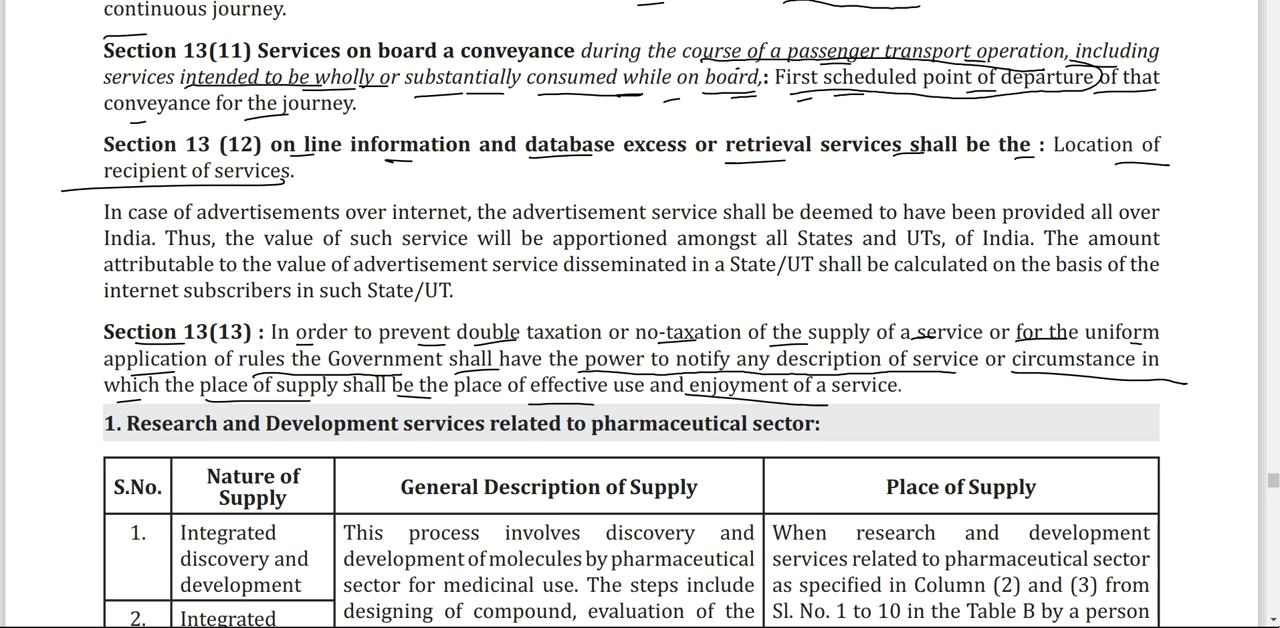 continuous journey.
Section 13(11) Services on board a conveyance during the course of a passenger transport operation, including
services intended to be wholly or substantially consumed while on board,: First scheduled point of departure of that
conveyance for the journey.
Section 13 (12) on line information and database excess or retrieval services shall be the : Location of
recipient of services.
In case of advertisements over internet, the advertisement service shall be deemed to have been provided all over
India. Thus, the value of such service will be apportioned amongst all States and UTs, of India. The amount
attributable to the value of advertisement service disseminated in a State/UT shall be calculated on the basis of the
internet subscribers in such State/UT.
Section 13(13) : In order to prevent double taxation or no-taxation of the supply of a service or for the uniform
application of rules the Government shall have the power to notify any description of service or circumstance in
which the place of supply shall be the place of effective use and enjoyment of a service.
1. Research and Development services related to pharmaceutical sector:
S.No.
Nature of
Supply
General Description of Supply
Place of Supply
1.
Integrated
discovery and
development
This process involves discovery and
development of molecules by pharmaceutical
sector for medicinal use. The steps include
designing of compound, evaluation of the
When research and development
services related to pharmaceutical sector
as specified in Column (2) and (3) from
Sl. No. 1 to 10 in the Table B by a person
2.
Integrated